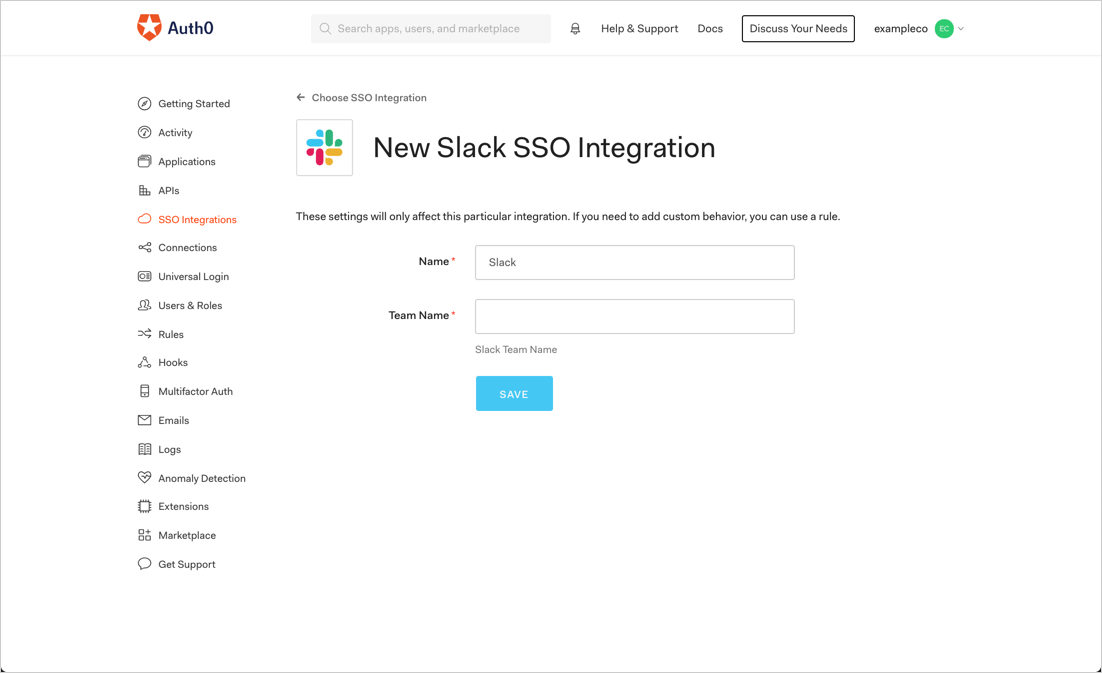 Auth0
Search apps, users, and marketplace
Help & Support
Docs
Discuss Your Needs
exampleco
EC
Getting Started
Activity
Applications
APIs
SSO Integrations
Connections
Universal Login
Users & Roles
Rules
Hooks
Multifactor Auth
Emails
Logs
Anomaly Detection
Extensions
Marketplace
Get Support
Choose SSO Integration
New Slack SSO Integration
These settings will only affect this particular integration. If you need to add custom behavior, you can use a rule.
Name *
Slack
Team Name *
Slack Team Name
SAVE